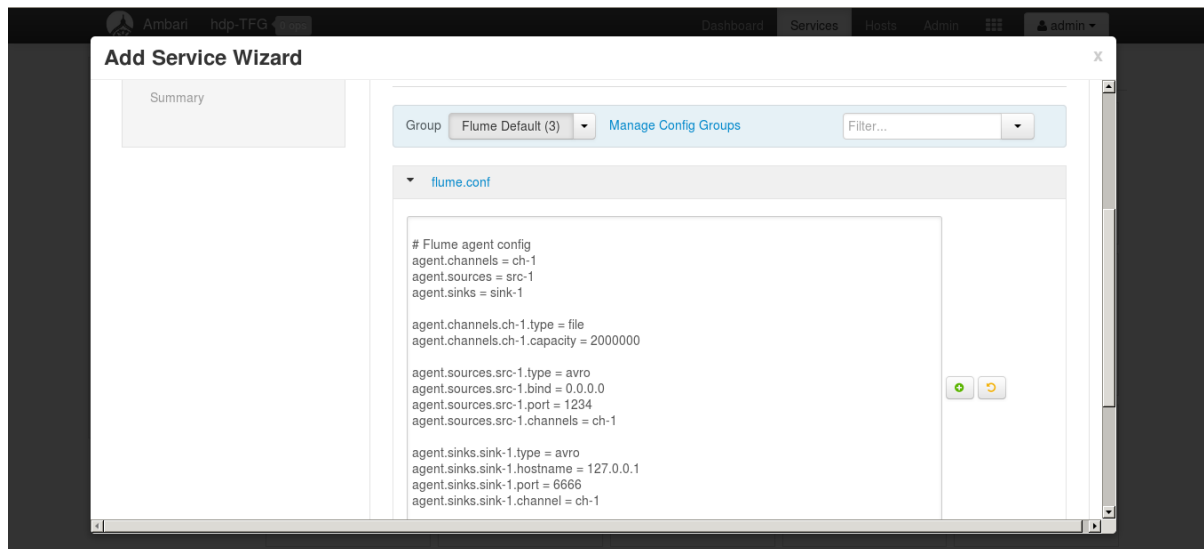 Ambari hdp-TFG 0 ops Dashboard Services Hosts Admin admin
Add Service Wizard X
Summary
Group Flume Default (3) Manage Config Groups Filter...
flume.conf
# Flume agent config
agent.channels = ch-1
agent.sources = src-1
agent.sinks = sink-1
agent.channels.ch-1.type = file
agent.channels.ch-1.capacity = 2000000
agent.sources.src-1.type = avro
agent.sources.src-1.bind = 0.0.0.0
agent.sources.src-1.port = 1234
agent.sources.src-1.channels = ch-1
agent.sinks.sink-1.type = avro
agent.sinks.sink-1.hostname = 127.0.0.1
agent.sinks.sink-1.port = 6666
agent.sinks.sink-1.channel = ch-1